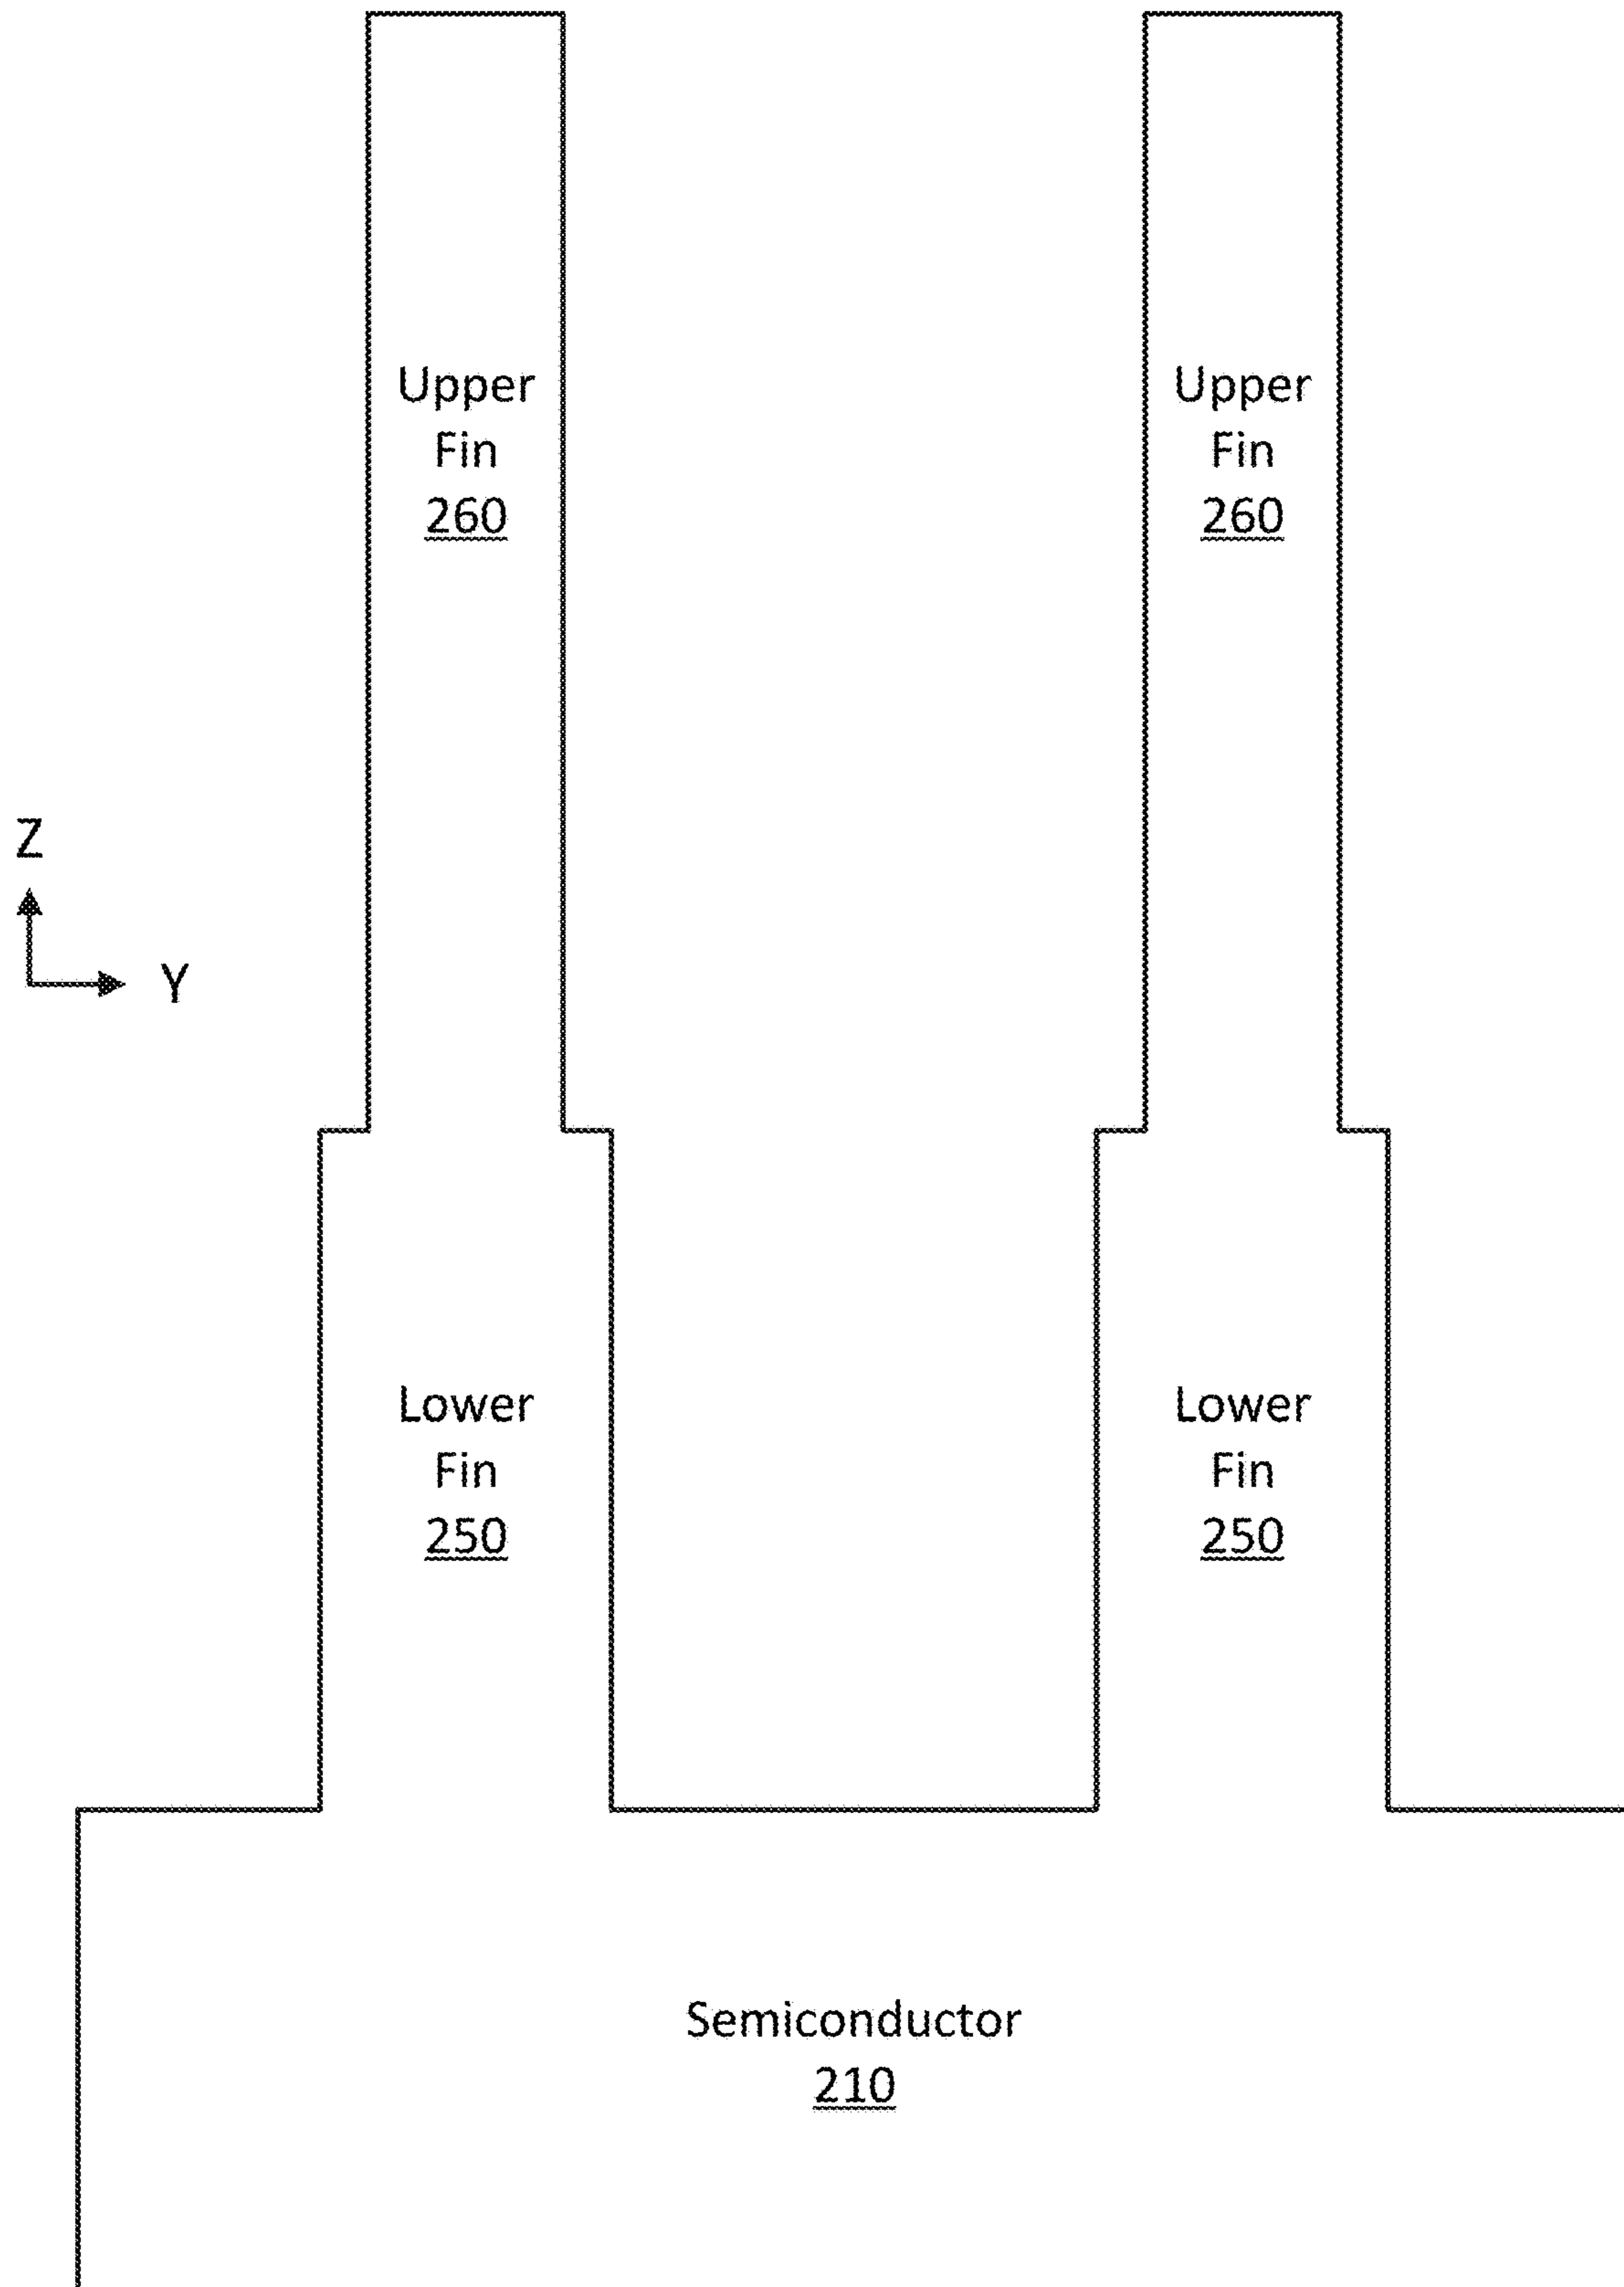 Upper
Fin
260
Upper
Fin
260
Z
Y
Lower
Fin
250
Lower
Fin
250
Semiconductor
210